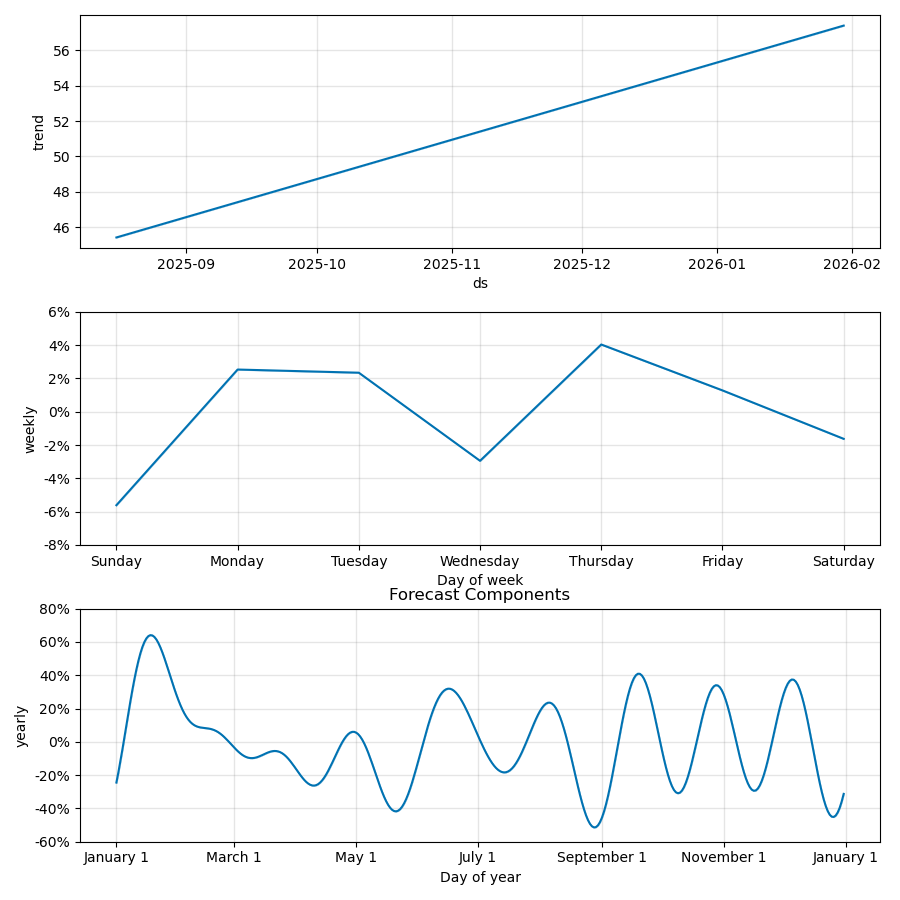 56
54
52
50
48
46
trend
2025-09 2025-10 2025-11 2025-12 2026-01 2026-02
ds
6%
4%
2%
0%
-2%
-4%
-6%
-8%
weekly
Sunday Monday Tuesday Wednesday Thursday Friday Saturday
Day of week
Forecast Components
80%
60%
40%
20%
0%
-20%
-40%
-60%
yearly
January 1 March 1 May 1 July 1 September 1 November 1 January 1
Day of year